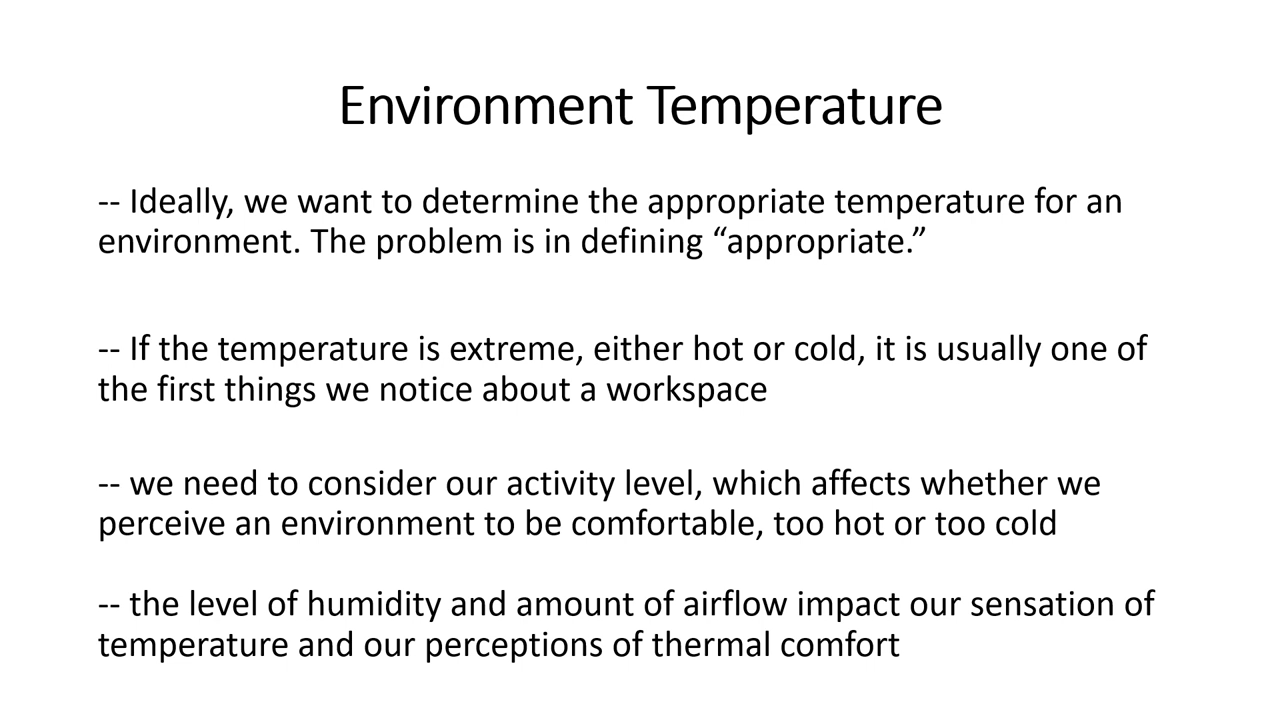 Environment Temperature
-- Ideally, we want to determine the appropriate temperature for an
environment. The problem is in defining “appropriate.”
-- If the temperature is extreme, either hot or cold, it is usually one of
the first things we notice about a workspace
-- we need to consider our activity level, which affects whether we
perceive an environment to be comfortable, too hot or too cold
-- the level of humidity and amount of airflow impact our sensation of
temperature and our perceptions of thermal comfort